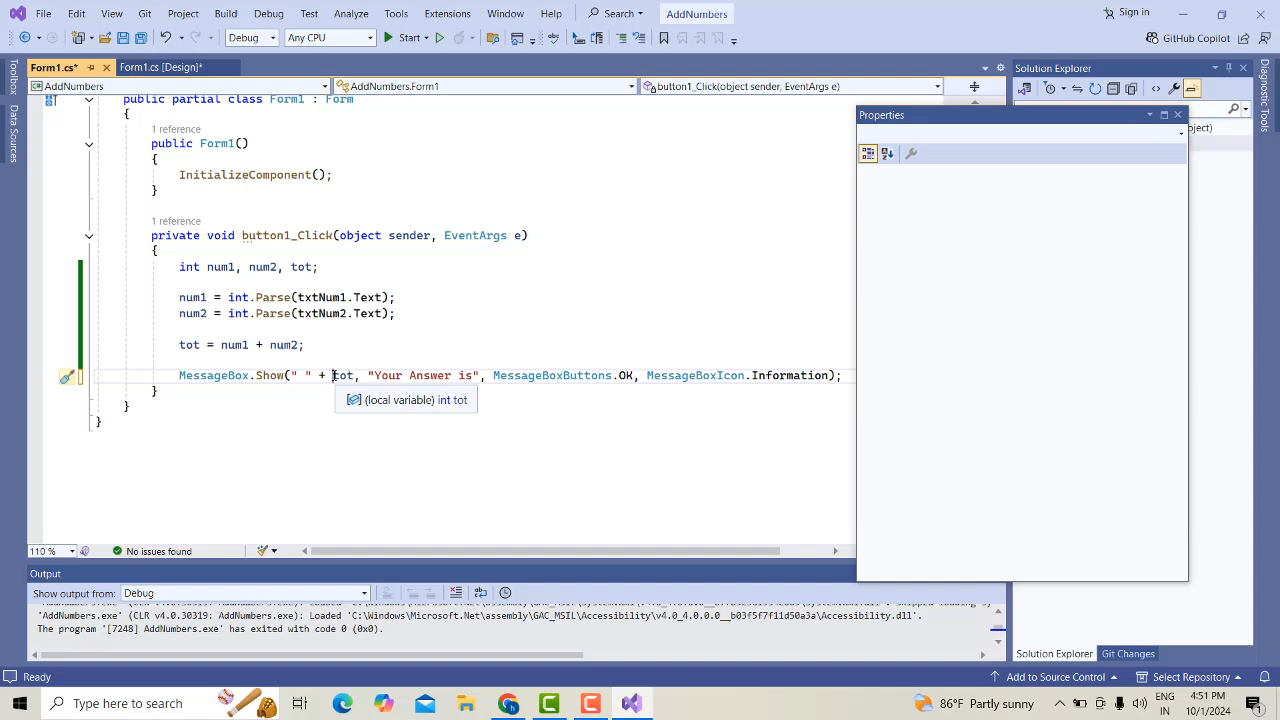 File Edit View Git Project Build Debug Test Analyze Tools Extensions Window Help Search AddNumbers Sign in
Debug Any CPU Start GitHub Copilot
Form1.cs* Form1.cs [Design]* Solution Explorer
AddNumbers AddNumbers.Form1 button1_Click(object sender, EventArgs e)
Toolbox
Data Sources
Diagnostic Tools
Properties
public partial class Form1 : Form
{
1 reference
public Form1()
{
InitializeComponent();
}
1 reference
private void button1_Click(object sender, EventArgs e)
{
int num1, num2, tot;
num1 = int.Parse(txtNum1.Text);
num2 = int.Parse(txtNum2.Text);
tot = num1 + num2;
MessageBox.Show(" " + tot, "Your Answer is", MessageBoxButtons.OK, MessageBoxIcon.Information);
(local variable) int tot
}
}
}
110 % No issues found
Output
Show output from: Debug
'AddNumbers.exe' (CLR v4.0.30319: AddNumbers.exe): Loaded 'C:\Windows\Microsoft.Net\assembly\GAC_MSIL\Accessibility\v4.0_4.0.0.0__b03f5f7f11d50a3a\Accessibility.dll'.
The program '[7248] AddNumbers.exe' has exited with code 0 (0x0).
Solution Explorer Git Changes
Ready Add to Source Control Select Repository
Type here to search 86°F Partly sunny ENG IN 4:51 PM 10/1/2024